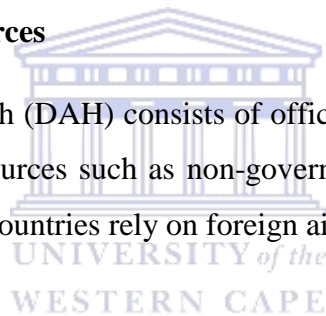 rces
h (DAH) consists of offic
urces such as non-govern
ountries rely on foreign ai
UNIVERSITY of the
WESTERN CAPE